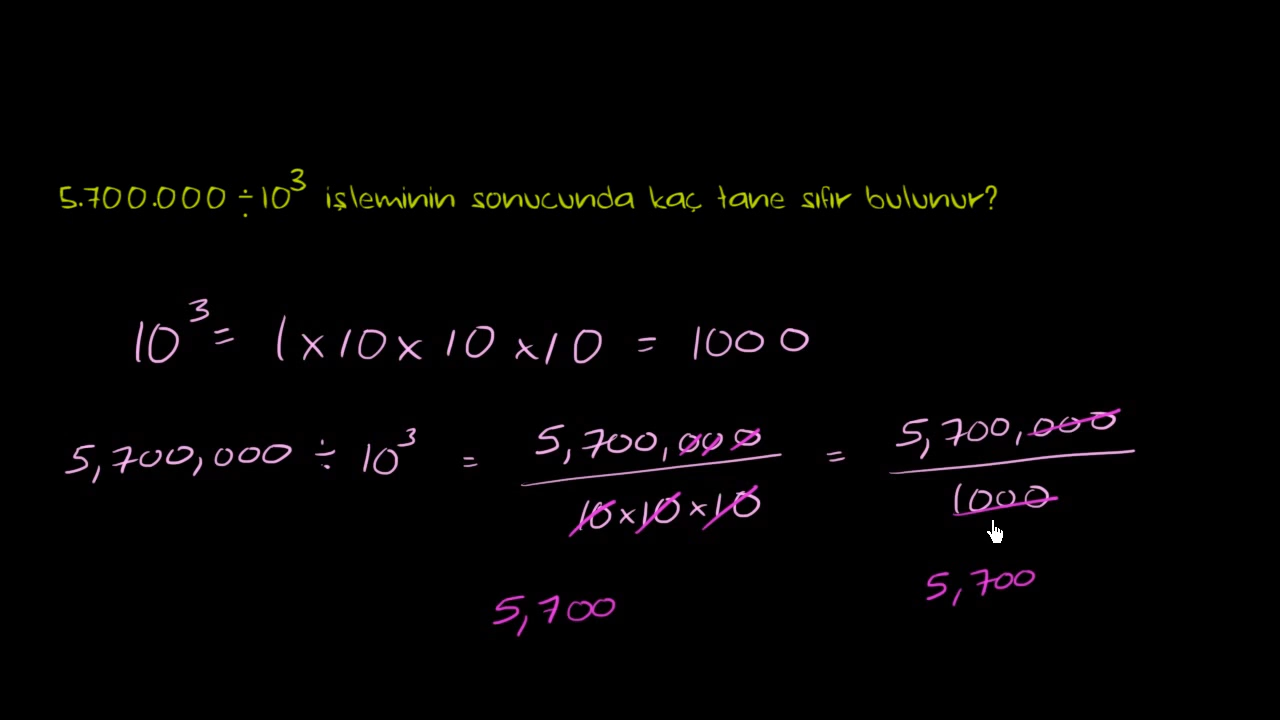 5.700.000 ÷ 10³ işleminin sonucunda kaç tane sıfır bulunur?
10³ = 1 x 10 x 10 x 10 = 1000
5,700,000 ÷ 10³ = 5,700,000 / 10 x 10 x 10 = 5,700,000 / 1000
5,700 5,700